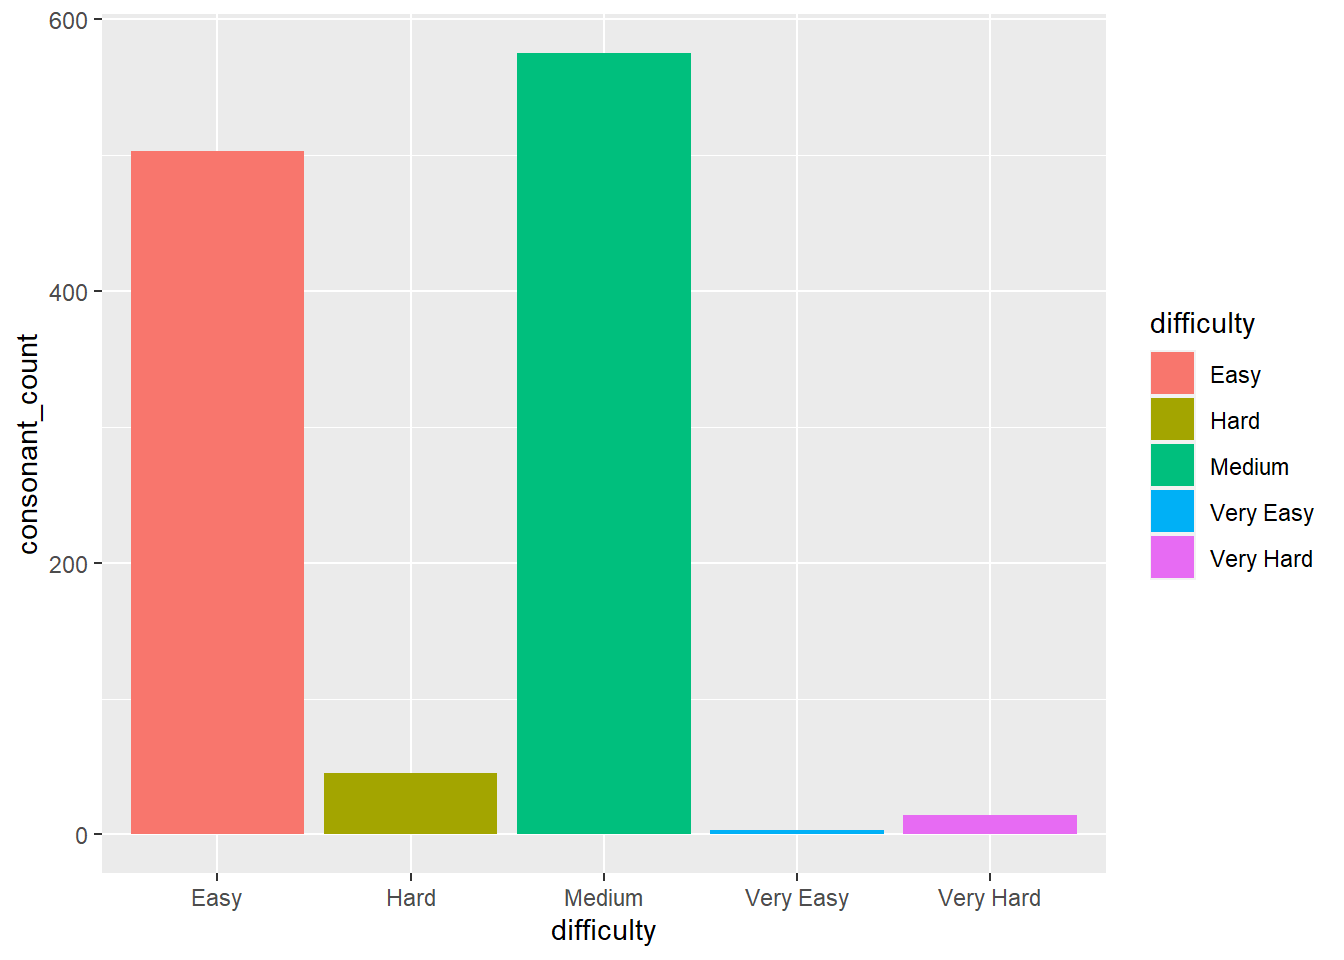 consonant_count
600
400
200
0
Easy
Hard
Medium
Very Easy
Very Hard
difficulty
difficulty
Easy
Hard
Medium
Very Easy
Very Hard